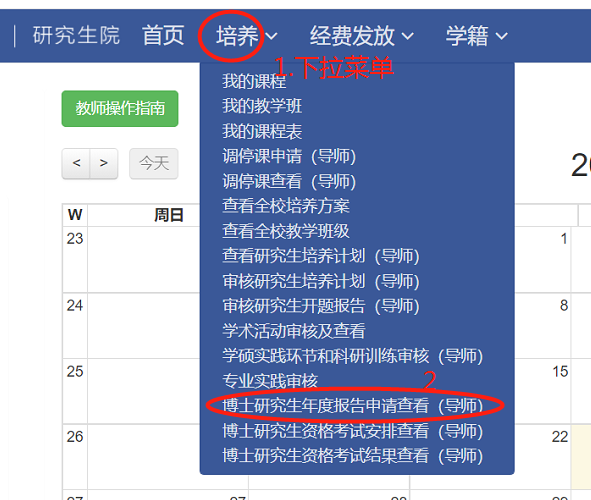 研究生院 首页 培养 经费发放 学籍
1.下拉菜单
我的课程
教师操作指南
我的教学班
我的课程表
调停课申请（导师）
< > 今天
调停课查看（导师）
查看全校培养方案
W 周日
查看全校教学班级
23 1
查看研究生培养计划（导师）
审核研究生培养计划（导师）
审核研究生开题报告（导师）
24 8
学术活动审核及查看
学硕实践环节和科研训练审核（导师）
25 15
专业实践审核
2
博士研究生年度报告申请查看（导师）
博士研究生资格考试安排查看（导师）
26 22
博士研究生资格考试结果查看（导师）